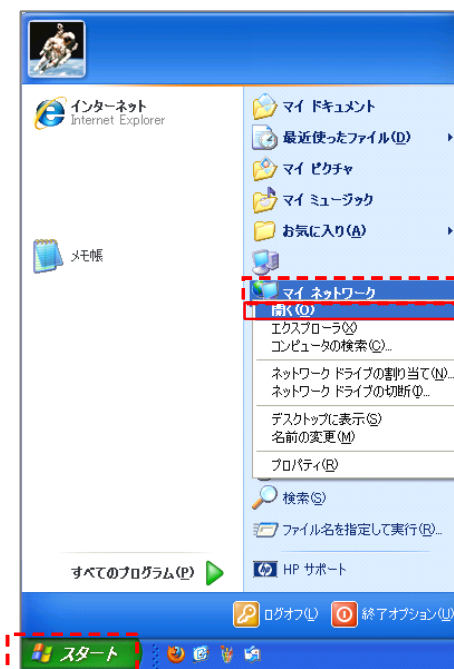 インターネット
Internet Explorer
メモ帳
すべてのプログラム(P)
マイ ドキュメント
最近使ったファイル(D)
マイ ピクチャ
マイ ミュージック
お気に入り(A)
マイ ネットワーク
開く(O)
エクスプローラ(X)
コンピュータの検索(C)...
ネットワーク ドライブの割り当て(N)...
ネットワーク ドライブの切断(I)...
デスクトップに表示(S)
名前の変更(M)
プロパティ(R)
検索(S)
ファイル名を指定して実行(R)...
HP サポート
ログオフ(L)
終了オプション(U)
スタート